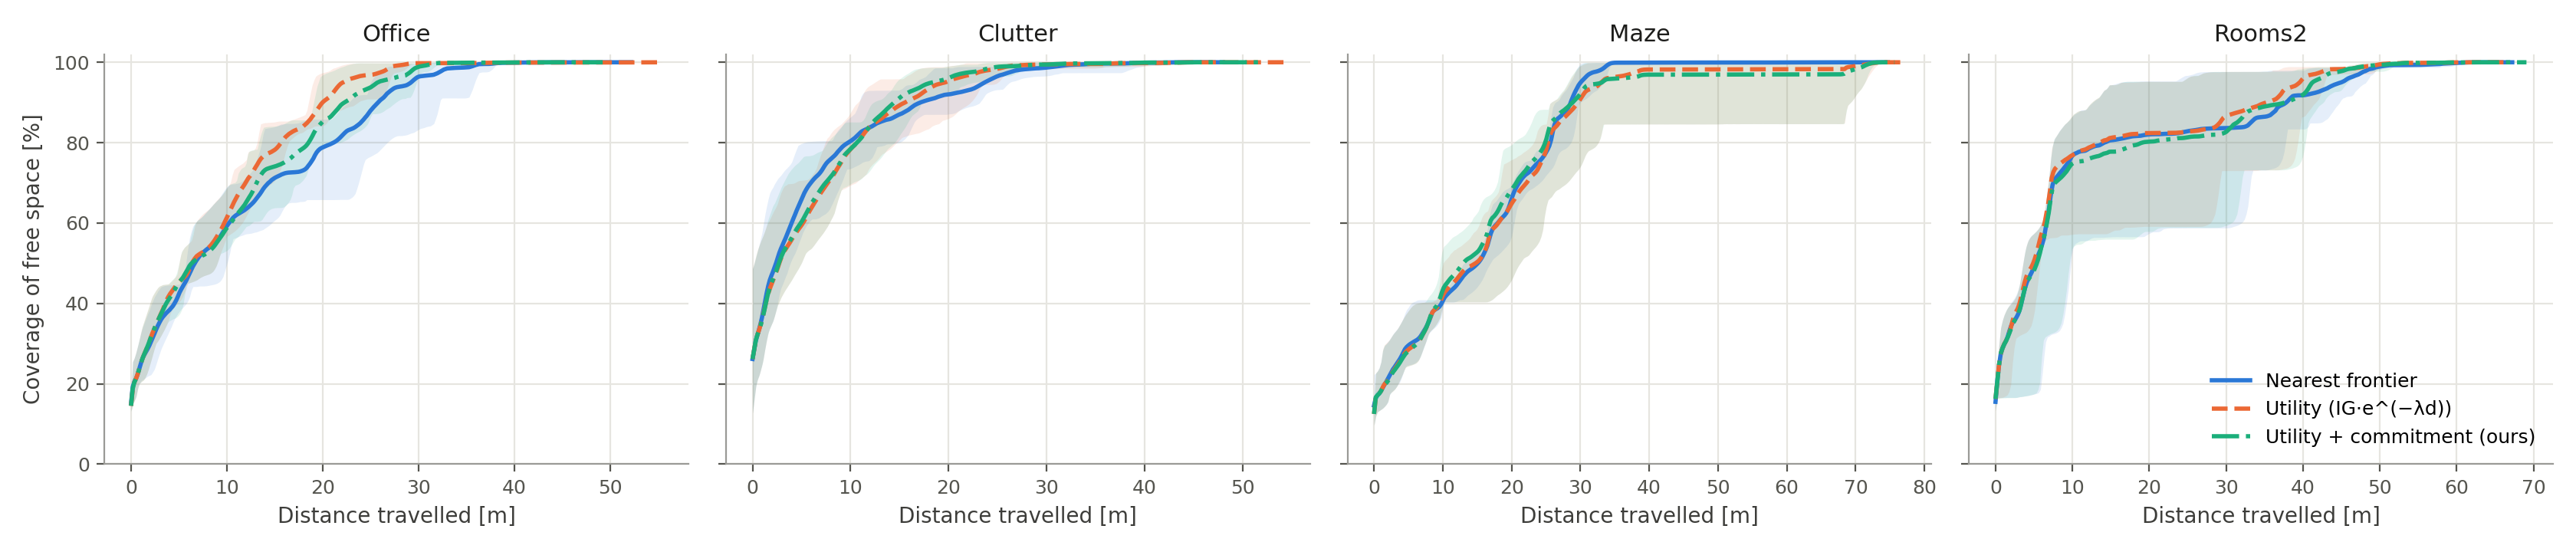 Office
Clutter
Maze
Rooms2
Coverage of free space [%]
100
80
60
40
20
0
0 10 20 30 40 50
0 10 20 30 40 50
0 10 20 30 40 50 60 70 80
0 10 20 30 40 50 60 70
Distance travelled [m]
Distance travelled [m]
Distance travelled [m]
Distance travelled [m]
Nearest frontier
Utility (IG·e^(−λd))
Utility + commitment (ours)